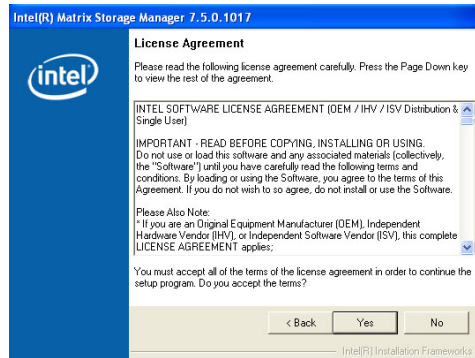 Intel(R) Matrix Storage Manager 7.5.0.1017
intel
License Agreement
Please read the following license agreement carefully. Press the Page Down key
to view the rest of the agreement.
INTEL SOFTWARE LICENSE AGREEMENT (OEM / IHV / ISV Distribution &
Single User)
IMPORTANT - READ BEFORE COPYING, INSTALLING OR USING.
Do not use or load this software and any associated materials (collectively,
the "Software") until you have carefully read the following terms and
conditions. By loading or using the Software, you agree to the terms of this
Agreement. If you do not wish to so agree, do not install or use the Software.
Please Also Note:
* If you are an Original Equipment Manufacturer (OEM), Independent
Hardware Vendor (IHV), or Independent Software Vendor (ISV), this complete
LICENSE AGREEMENT applies;
You must accept all of the terms of the license agreement in order to continue the
setup program. Do you accept the terms?
< Back Yes No
Intel(R) Installation Frameworks